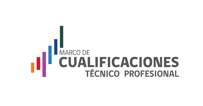 MARCO DE
CUALIFICACIONES
TÉCNICO PROFESIONAL